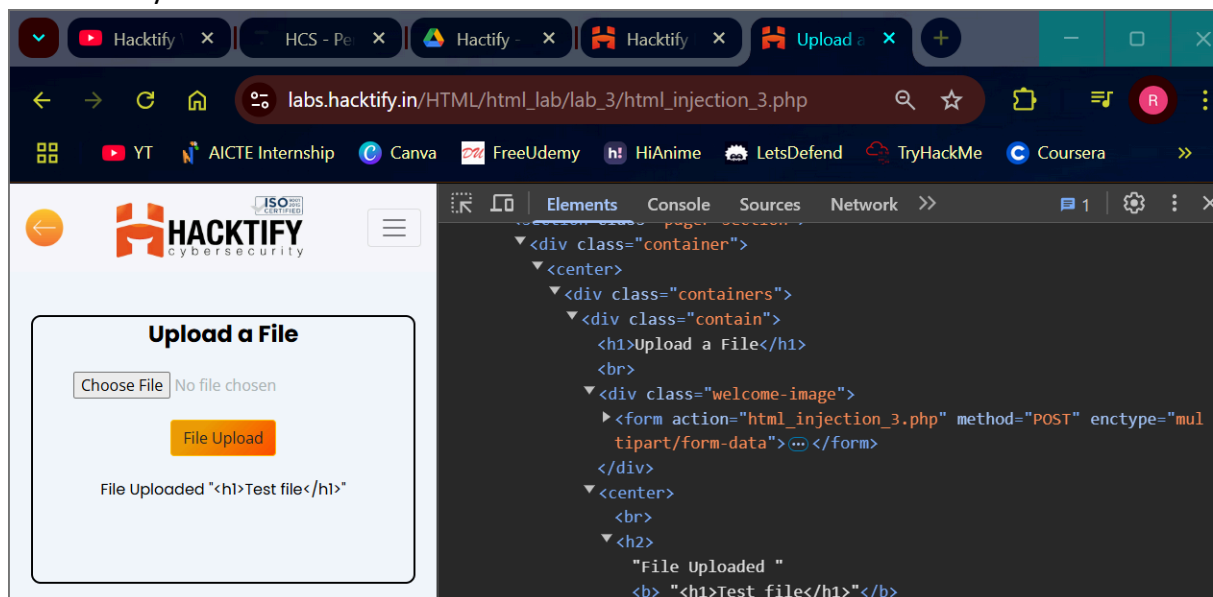 Hacktify
HCS - Pe
Hactify -
Hacktify
Upload a
labs.hacktify.in/HTML/html_lab/lab_3/html_injection_3.php
R
YT
AICTE Internship
Canva
FreeUdemy
h!
HiAnime
LetsDefend
TryHackMe
Coursera
ISO
CERTIFIED
HACKTIFY
cybersecurity
Upload a File
Choose File No file chosen
File Upload
File Uploaded "<h1>Test file</h1>"
Elements Console Sources Network
1
<div class="container">
<center>
<div class="containers">
<div class="contain">
<h1>Upload a File</h1>
<br>
<div class="welcome-image">
<form action="html_injection_3.php" method="POST" enctype="mul
tipart/form-data"> </form>
</div>
<center>
<br>
<h2>
"File Uploaded "
<b> "<h1>Test file</h1>"</b>